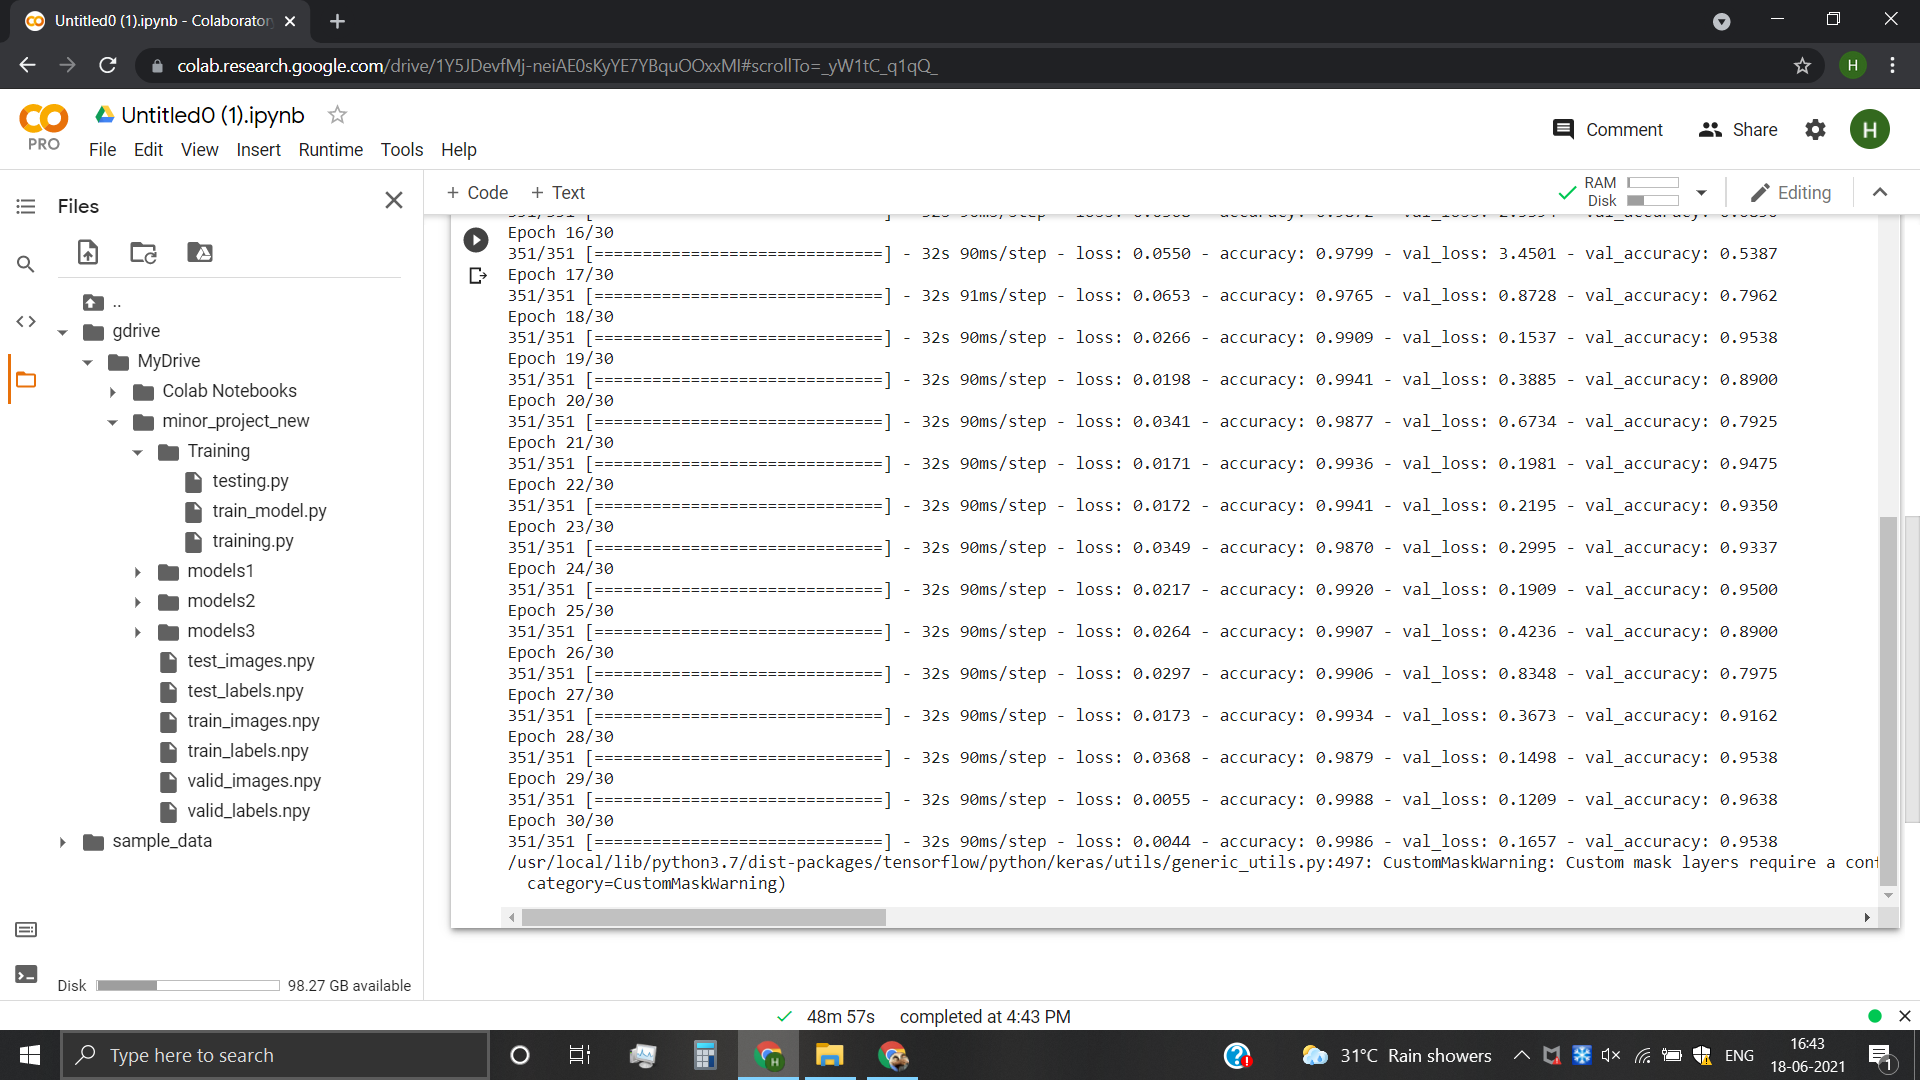 Untitled0 (1).ipynb - Colaborator
colab.research.google.com/drive/1Y5JDevfMj-neiAE0sKyYE7YBquOOxxMI#scrollTo=_yW1tC_q1qQ_
H
PRO
Untitled0 (1).ipynb
File Edit View Insert Runtime Tools Help
Comment
Share
H
Files
+ Code + Text
RAM
Disk
Editing
..
gdrive
MyDrive
Colab Notebooks
minor_project_new
Training
testing.py
train_model.py
training.py
models1
models2
models3
test_images.npy
test_labels.npy
train_images.npy
train_labels.npy
valid_images.npy
valid_labels.npy
sample_data
Disk 98.27 GB available
Epoch 16/30
351/351 [==============================] - 32s 90ms/step - loss: 0.0550 - accuracy: 0.9799 - val_loss: 3.4501 - val_accuracy: 0.5387
Epoch 17/30
351/351 [==============================] - 32s 91ms/step - loss: 0.0653 - accuracy: 0.9765 - val_loss: 0.8728 - val_accuracy: 0.7962
Epoch 18/30
351/351 [==============================] - 32s 90ms/step - loss: 0.0266 - accuracy: 0.9909 - val_loss: 0.1537 - val_accuracy: 0.9538
Epoch 19/30
351/351 [==============================] - 32s 90ms/step - loss: 0.0198 - accuracy: 0.9941 - val_loss: 0.3885 - val_accuracy: 0.8900
Epoch 20/30
351/351 [==============================] - 32s 90ms/step - loss: 0.0341 - accuracy: 0.9877 - val_loss: 0.6734 - val_accuracy: 0.7925
Epoch 21/30
351/351 [==============================] - 32s 90ms/step - loss: 0.0171 - accuracy: 0.9936 - val_loss: 0.1981 - val_accuracy: 0.9475
Epoch 22/30
351/351 [==============================] - 32s 90ms/step - loss: 0.0172 - accuracy: 0.9941 - val_loss: 0.2195 - val_accuracy: 0.9350
Epoch 23/30
351/351 [==============================] - 32s 90ms/step - loss: 0.0349 - accuracy: 0.9870 - val_loss: 0.2995 - val_accuracy: 0.9337
Epoch 24/30
351/351 [==============================] - 32s 90ms/step - loss: 0.0217 - accuracy: 0.9920 - val_loss: 0.1909 - val_accuracy: 0.9500
Epoch 25/30
351/351 [==============================] - 32s 90ms/step - loss: 0.0264 - accuracy: 0.9907 - val_loss: 0.4236 - val_accuracy: 0.8900
Epoch 26/30
351/351 [==============================] - 32s 90ms/step - loss: 0.0297 - accuracy: 0.9906 - val_loss: 0.8348 - val_accuracy: 0.7975
Epoch 27/30
351/351 [==============================] - 32s 90ms/step - loss: 0.0173 - accuracy: 0.9934 - val_loss: 0.3673 - val_accuracy: 0.9162
Epoch 28/30
351/351 [==============================] - 32s 90ms/step - loss: 0.0368 - accuracy: 0.9879 - val_loss: 0.1498 - val_accuracy: 0.9538
Epoch 29/30
351/351 [==============================] - 32s 90ms/step - loss: 0.0055 - accuracy: 0.9988 - val_loss: 0.1209 - val_accuracy: 0.9638
Epoch 30/30
351/351 [==============================] - 32s 90ms/step - loss: 0.0044 - accuracy: 0.9986 - val_loss: 0.1657 - val_accuracy: 0.9538
/usr/local/lib/python3.7/dist-packages/tensorflow/python/keras/utils/generic_utils.py:497: CustomMaskWarning: Custom mask layers require a con
category=CustomMaskWarning)
48m 57s completed at 4:43 PM
Type here to search
H
31°C Rain showers
ENG
16:43
18-06-2021
1